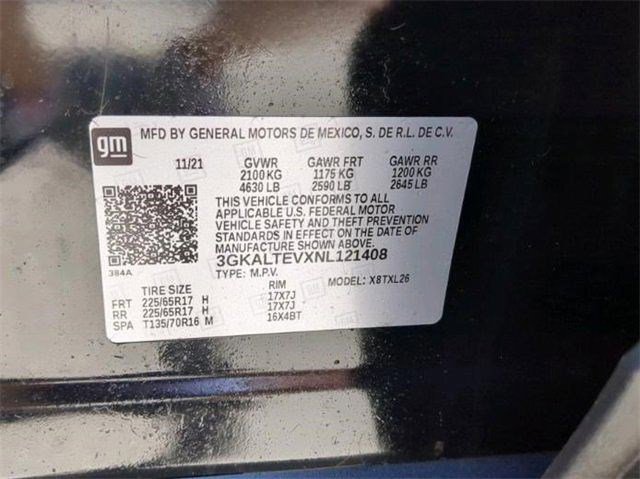 gm
MFD BY GENERAL MOTORS DE MEXICO, S. DE R.L. DE C.V.
11/21 GVWR GAWR FRT GAWR RR
2100 KG 1175 KG 1200 KG
4630 LB 2590 LB 2645 LB
THIS VEHICLE CONFORMS TO ALL
APPLICABLE U.S. FEDERAL MOTOR
VEHICLE SAFETY AND THEFT PREVENTION
STANDARDS IN EFFECT ON THE DATE OF
MANUFACTURE SHOWN ABOVE.
3GKALTEVXNL121408
384A
TYPE: M.P.V. MODEL: X8TXL26
TIRE SIZE RIM
FRT 225/65R17 H 17X7J
RR 225/65R17 H 17X7J
SPA T135/70R16 M 16X4BT